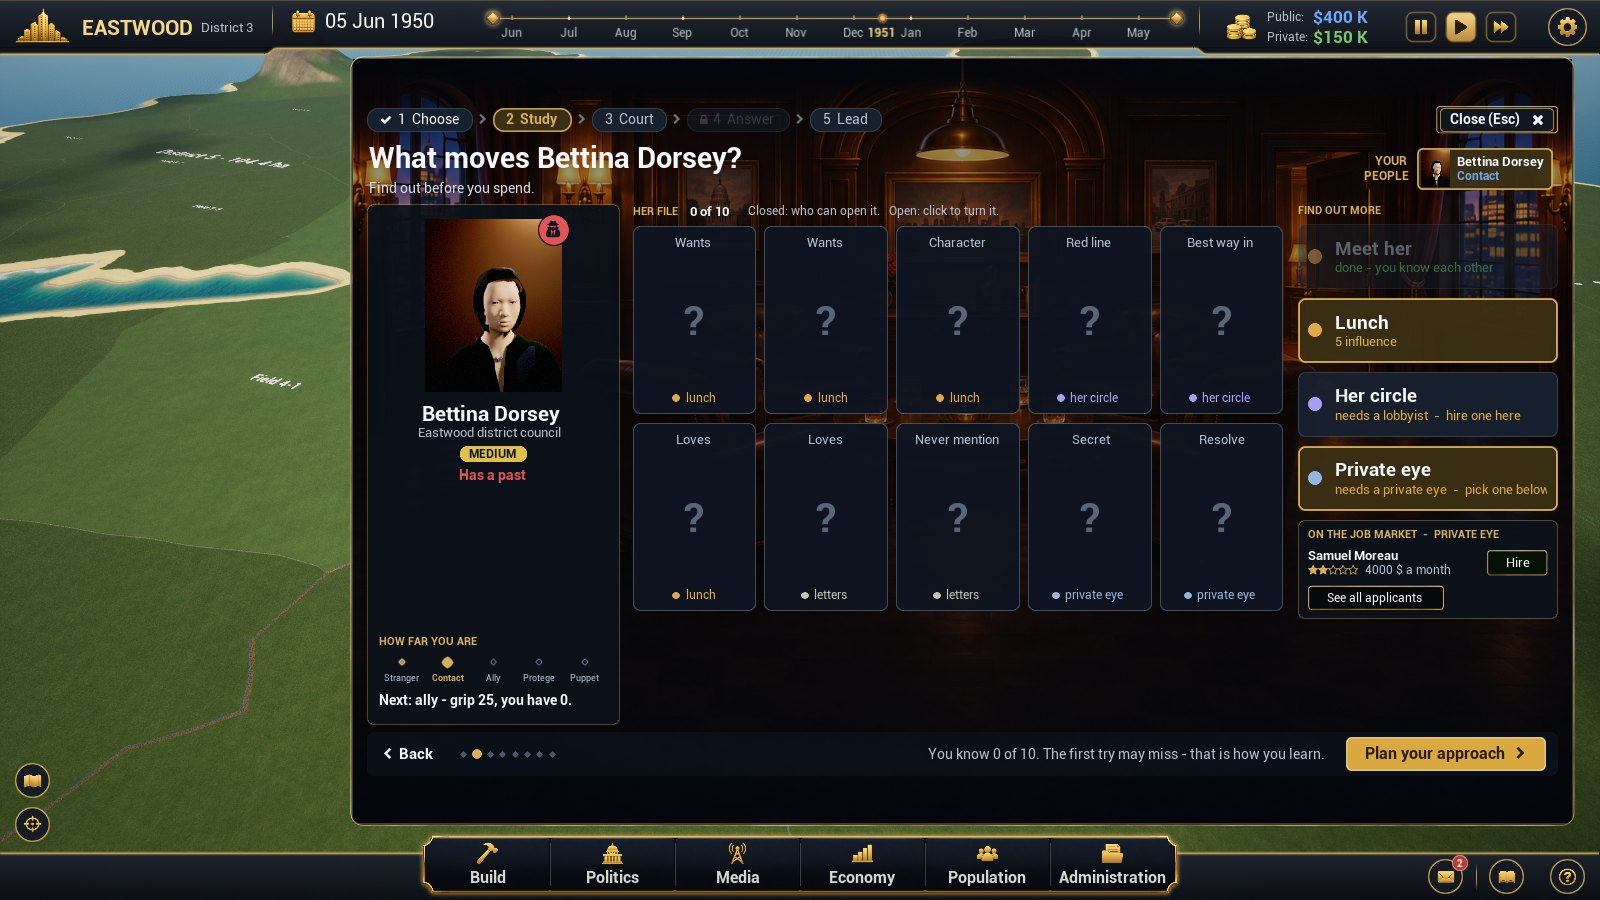 EASTWOOD District 3
05 Jun 1950
Jun Jul Aug Sep Oct Nov Dec 1951 Jan Feb Mar Apr May
Public: $400 K
Private: $150 K
1 Choose
2 Study
3 Court
4 Answer
5 Lead
Close (Esc)
What moves Bettina Dorsey?
Find out before you spend.
YOUR PEOPLE
Bettina Dorsey
Contact
HER FILE 0 of 10 Closed: who can open it. Open: click to turn it.
FIND OUT MORE
Bettina Dorsey
Eastwood district council
MEDIUM
Has a past
HOW FAR YOU ARE
Stranger Contact Ally Protege Puppet
Next: ally - grip 25, you have 0.
Wants
?
lunch
Wants
?
lunch
Character
?
lunch
Red line
?
her circle
Best way in
?
her circle
Loves
?
lunch
Loves
?
letters
Never mention
?
letters
Secret
?
private eye
Resolve
?
private eye
Meet her
done - you know each other
Lunch
5 influence
Her circle
needs a lobbyist - hire one here
Private eye
needs a private eye - pick one below
ON THE JOB MARKET - PRIVATE EYE
Samuel Moreau
4000 $ a month
Hire
See all applicants
Back
You know 0 of 10. The first try may miss - that is how you learn.
Plan your approach
Field 4-1
Build
Politics
Media
Economy
Population
Administration
2
?